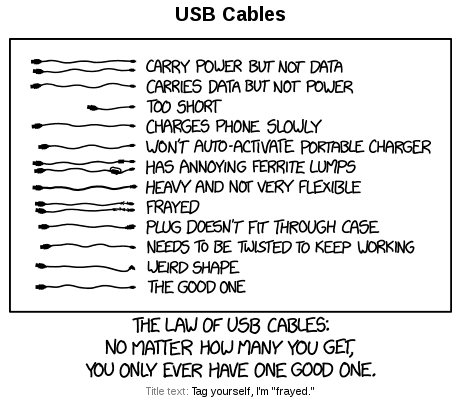 USB Cables
CARRY POWER BUT NOT DATA
CARRIES DATA BUT NOT POWER
TOO SHORT
CHARGES PHONE SLOWLY
WON'T AUTO-ACTIVATE PORTABLE CHARGER
HAS ANNOYING FERRITE LUMPS
HEAVY AND NOT VERY FLEXIBLE
FRAYED
PLUG DOESN'T FIT THROUGH CASE
NEEDS TO BE TWISTED TO KEEP WORKING
WEIRD SHAPE
THE GOOD ONE
THE LAW OF USB CABLES:
NO MATTER HOW MANY YOU GET,
YOU ONLY EVER HAVE ONE GOOD ONE.
Title text: Tag yourself, I'm "frayed."